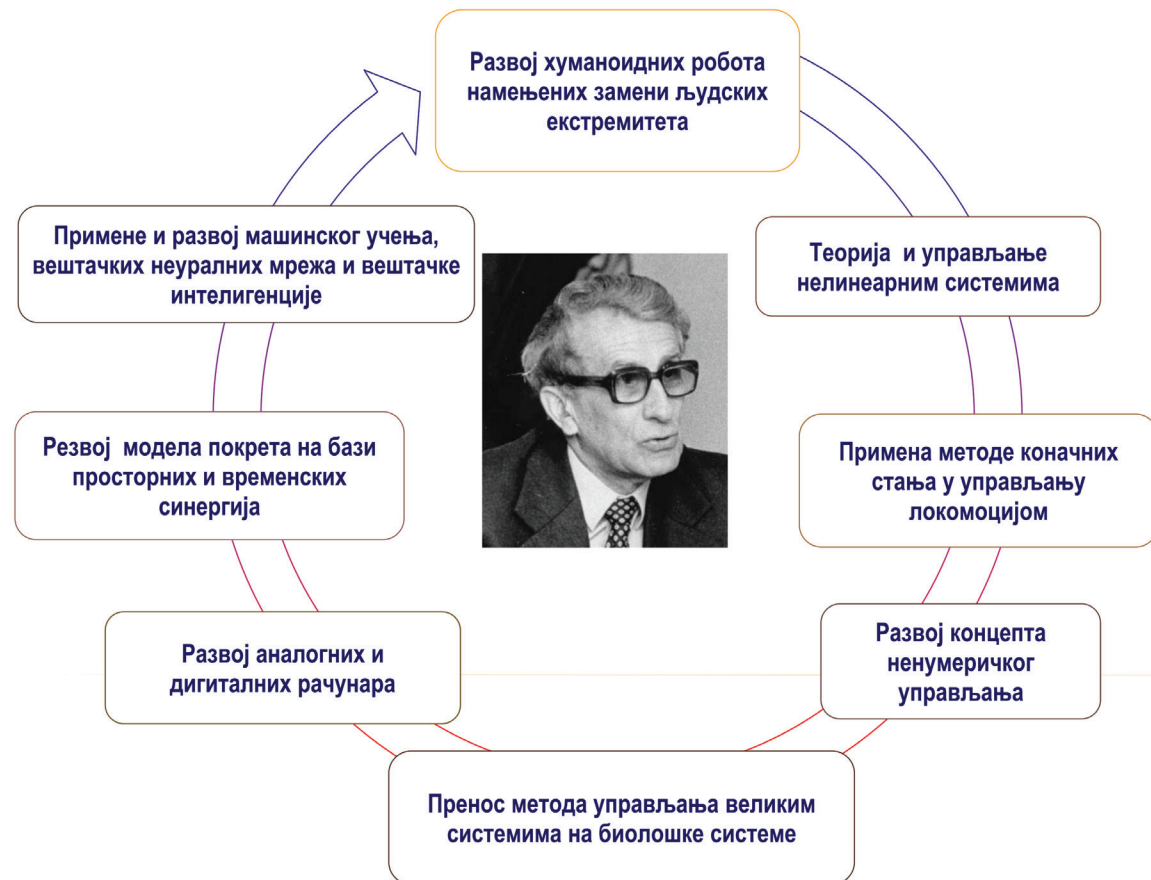 Развој хуманоидних робота
намењених замени људских
екстремитета
Теорија и управљање
нелинеарним системима
Примена методе коначних
стања у управљању
локомоцијом
Развој концепта
ненумеричког
управљања
Пренос метода управљања великим
системима на биолошке системе
Развој аналогних и
дигиталних рачунара
Резвој модела покрета на бази
просторних и временских
синергија
Примене и развој машинског учења,
вештачких неуралних мрежа и вештачке
интелигенције